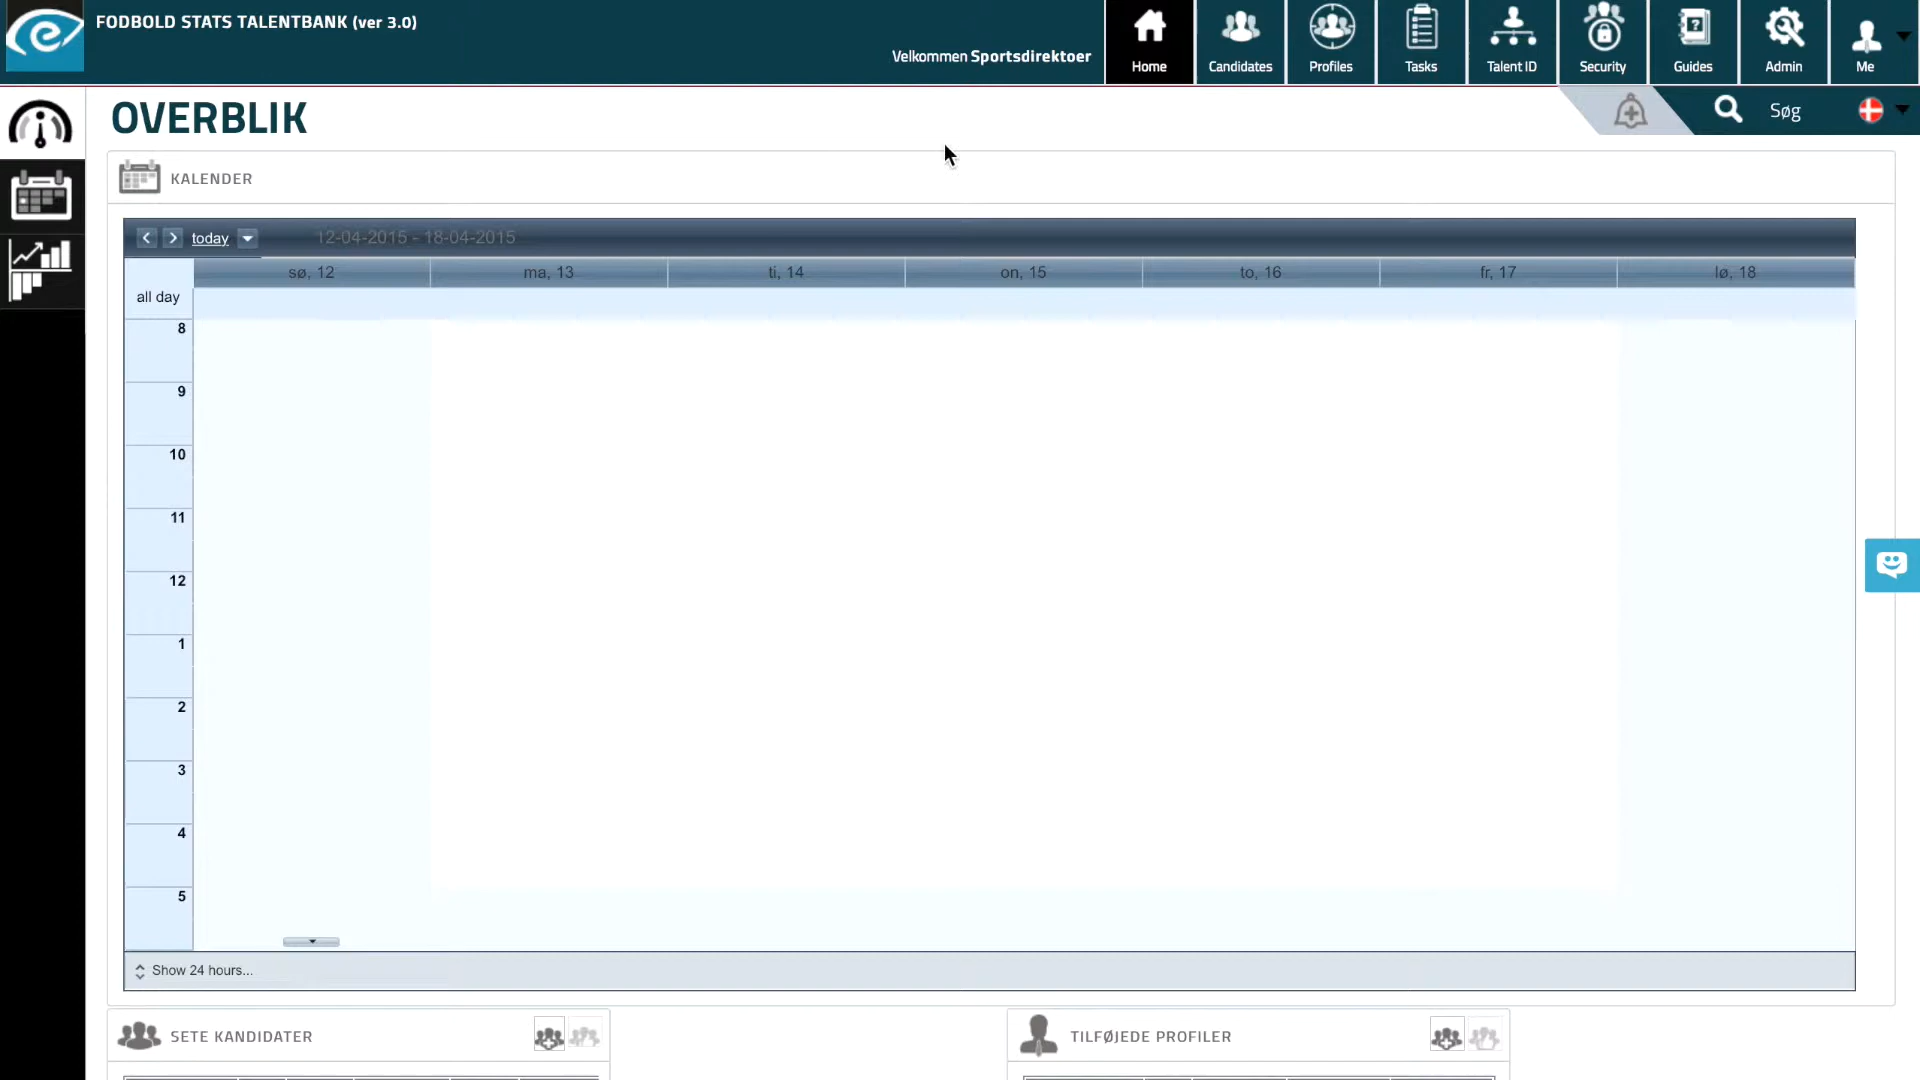 FODBOLD STATS TALENTBANK (ver 3.0)
Velkommen Sportsdirektoer
Home
Candidates
Profiles
Tasks
Talent ID
Security
Guides
Admin
Me
OVERBLIK
Søg
KALENDER
today
12-04-2015 - 18-04-2015
sø, 12
ma, 13
ti, 14
on, 15
to, 16
fr, 17
lø, 18
all day
8
9
10
11
12
1
2
3
4
5
Show 24 hours...
SETE KANDIDATER
TILFØJEDE PROFILER